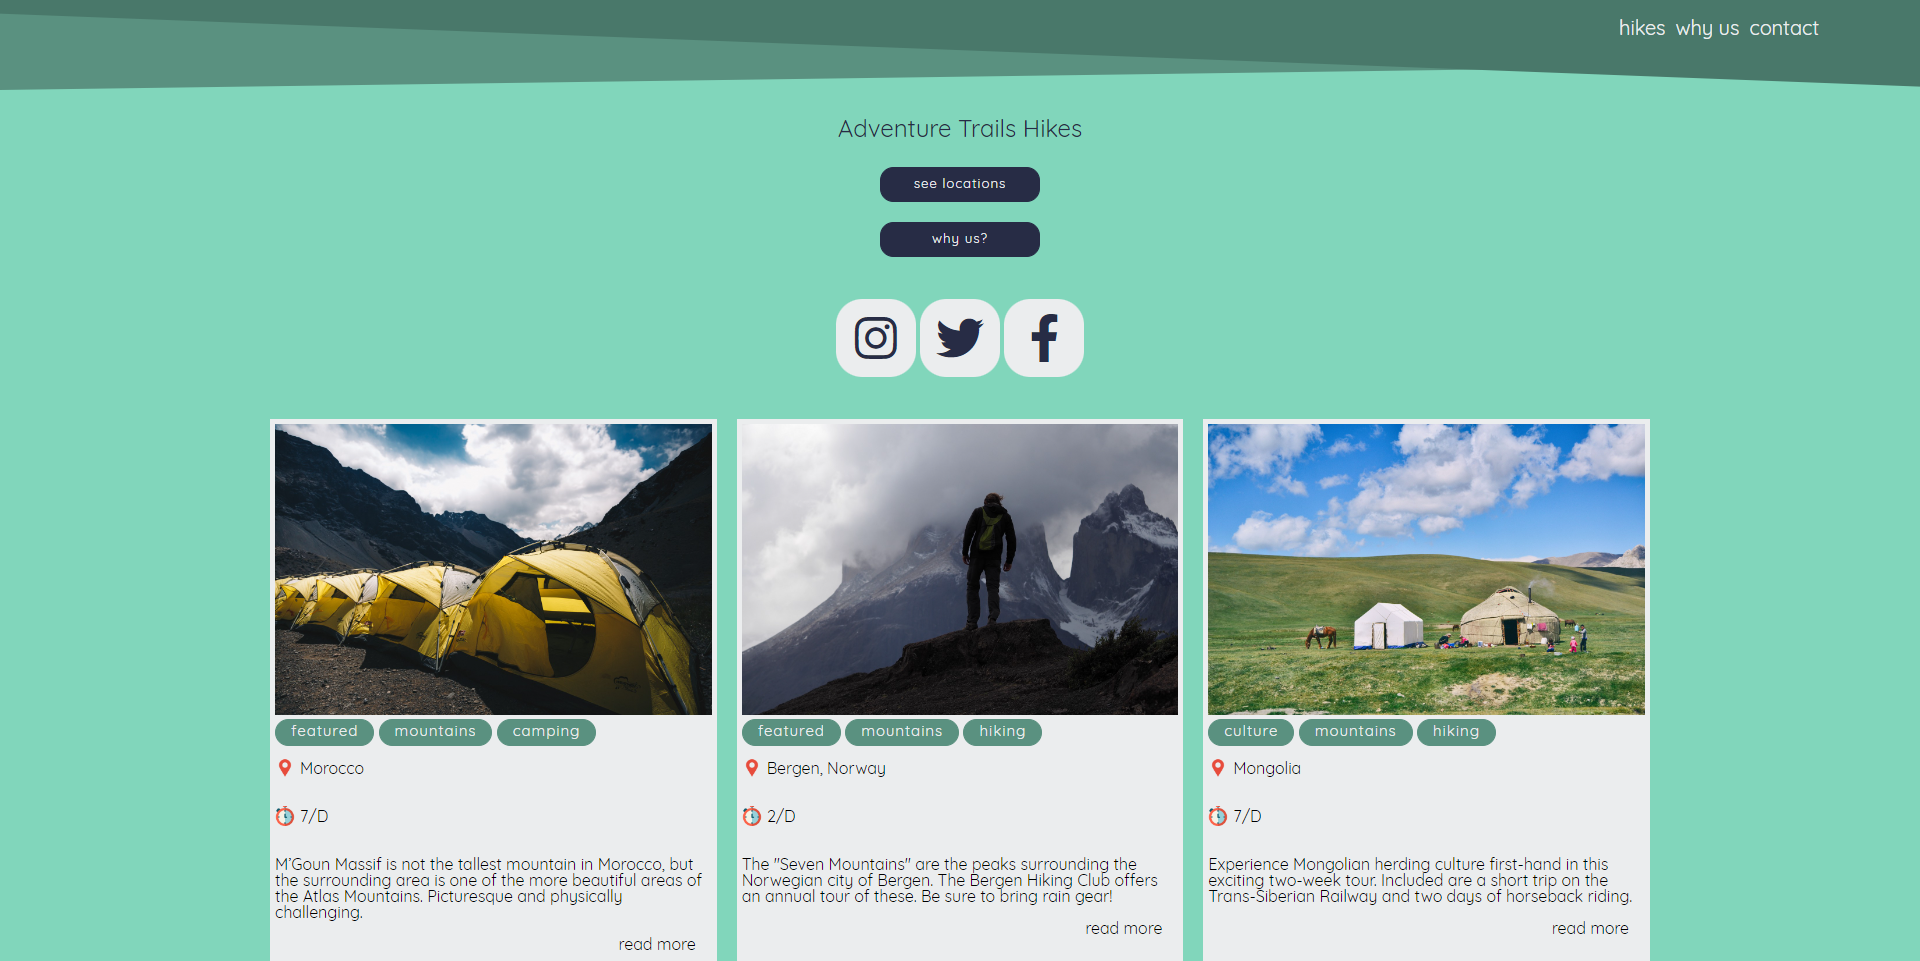 hikes why us contact
Adventure Trails Hikes
see locations
why us?
featured mountains camping
Morocco
7/D
M'Goun Massif is not the tallest mountain in Morocco, but
the surrounding area is one of the more beautiful areas of
the Atlas Mountains. Picturesque and physically
challenging.
read more
featured mountains hiking
Bergen, Norway
2/D
The "Seven Mountains" are the peaks surrounding the
Norwegian city of Bergen. The Bergen Hiking Club offers
an annual tour of these. Be sure to bring rain gear!
read more
culture mountains hiking
Mongolia
7/D
Experience Mongolian herding culture first-hand in this
exciting two-week tour. Included are a short trip on the
Trans-Siberian Railway and two days of horseback riding.
read more